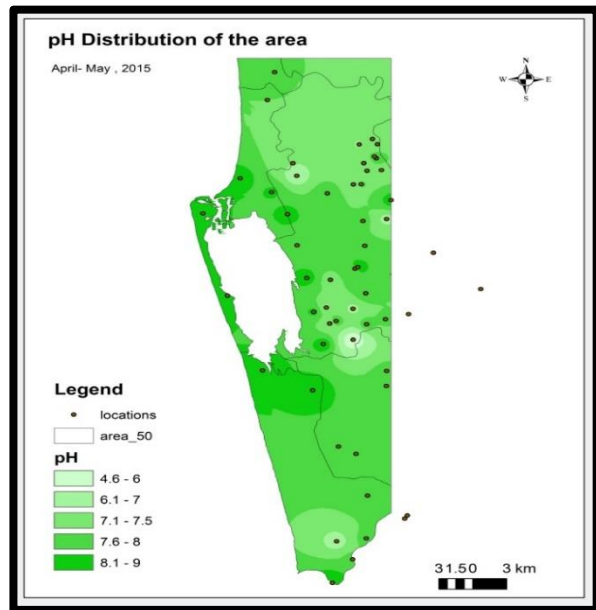 pH Distribution of the area
April- May , 2015
N
W E
S
Legend
locations
area_50
pH
4.6 - 6
6.1 - 7
7.1 - 7.5
7.6 - 8
8.1 - 9
31.50 3 km